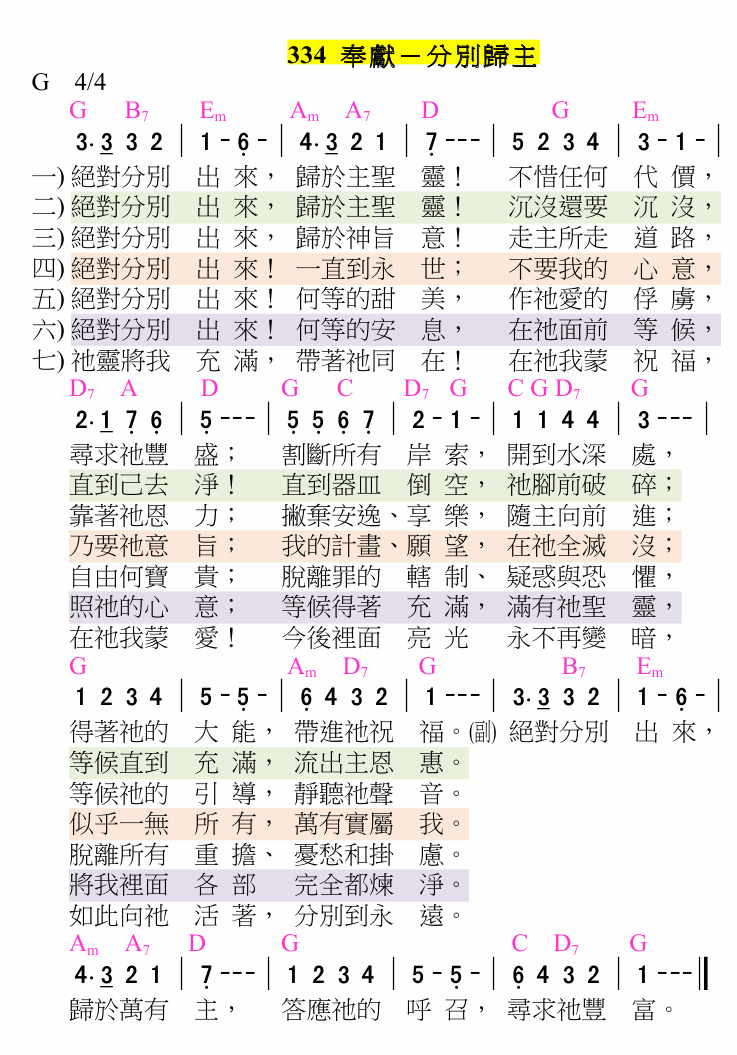 334 奉獻－分別歸主
G 4/4
G B7 Em Am A7 D G Em
3· 3 3 2 | 1 - 6 - | 4· 3 2 1 | 7 - - - | 5 2 3 4 | 3 - 1 - |
一) 絕對分別 出 來， 歸於主聖 靈！ 不惜任何 代 價，
二) 絕對分別 出 來， 歸於主聖 靈！ 沉沒還要 沉 沒，
三) 絕對分別 出 來， 歸於神旨 意！ 走主所走 道 路，
四) 絕對分別 出 來！ 一直到永 世； 不要我的 心 意，
五) 絕對分別 出 來！ 何等的甜 美， 作祂愛的 俘 虜，
六) 絕對分別 出 來！ 何等的安 息， 在祂面前 等 候，
七) 祂靈將我 充 滿， 帶著祂同 在！ 在祂我蒙 祝 福，
D7 A D G C D7 G C G D7 G
2· 1 7 6 | 5 - - - | 5 5 6 7 | 2 - 1 - | 1 1 4 4 | 3 - - - |
尋求祂豐 盛； 割斷所有 岸 索， 開到水深 處，
直到己去 淨！ 直到器皿 倒 空， 祂腳前破 碎；
靠著祂恩 力； 撇棄安逸、享 樂， 隨主向前 進；
乃要祂意 旨； 我的計畫、願 望， 在祂全滅 沒；
自由何寶 貴； 脫離罪的 轄 制、 疑惑與恐 懼，
照祂的心 意； 等候得著 充 滿， 滿有祂聖 靈，
在祂我蒙 愛！ 今後裡面 亮 光 永不再變 暗，
G Am D7 G B7 Em
1 2 3 4 | 5 - 5 - | 6 4 3 2 | 1 - - - | 3· 3 3 2 | 1 - 6 - |
得著祂的 大 能， 帶進祂祝 福。(副) 絕對分別 出 來，
等候直到 充 滿， 流出主恩 惠。
等候祂的 引 導， 靜聽祂聲 音。
似乎一無 所 有， 萬有實屬 我。
脫離所有 重 擔、 憂愁和掛 慮。
將我裡面 各 部 完全都煉 淨。
如此向祂 活 著， 分別到永 遠。
Am A7 D G C D7 G
4· 3 2 1 | 7 - - - | 1 2 3 4 | 5 - 5 - | 6 4 3 2 | 1 - - - ‖
歸於萬有 主， 答應祂的 呼 召， 尋求祂豐 富。